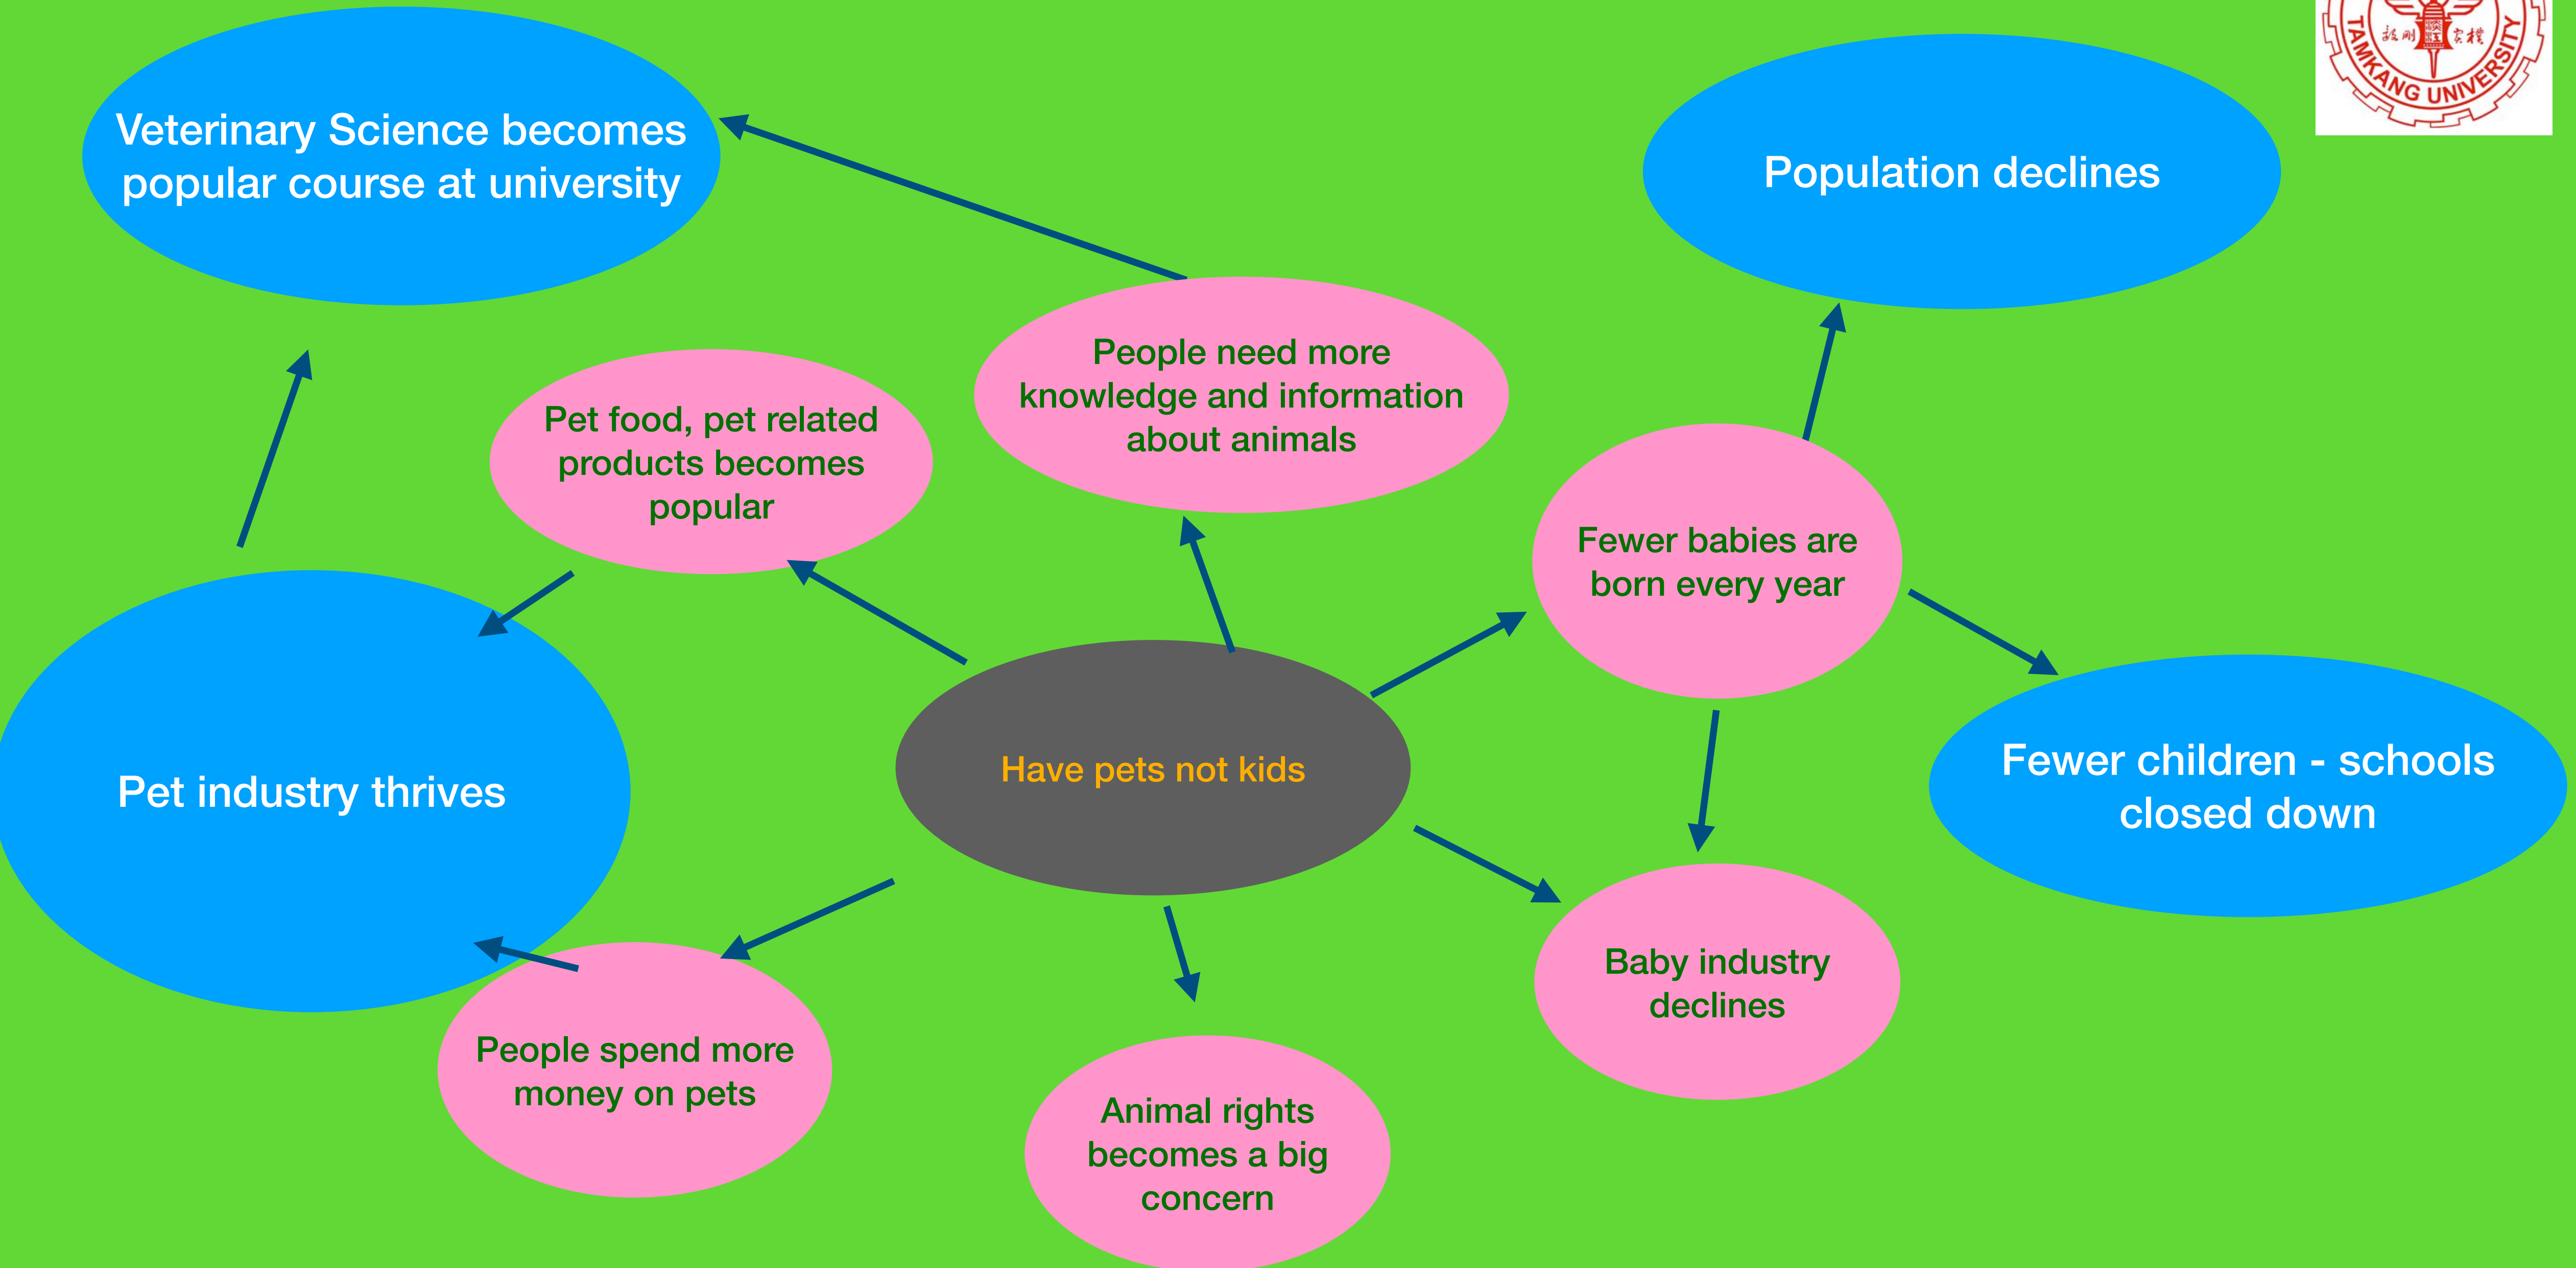 Veterinary Science becomes
popular course at university
Population declines
TAMKANG UNIVERSITY
People need more
knowledge and information
about animals
Pet food, pet related
products becomes
popular
Fewer babies are
born every year
Have pets not kids
Pet industry thrives
Fewer children - schools
closed down
Baby industry
declines
People spend more
money on pets
Animal rights
becomes a big
concern